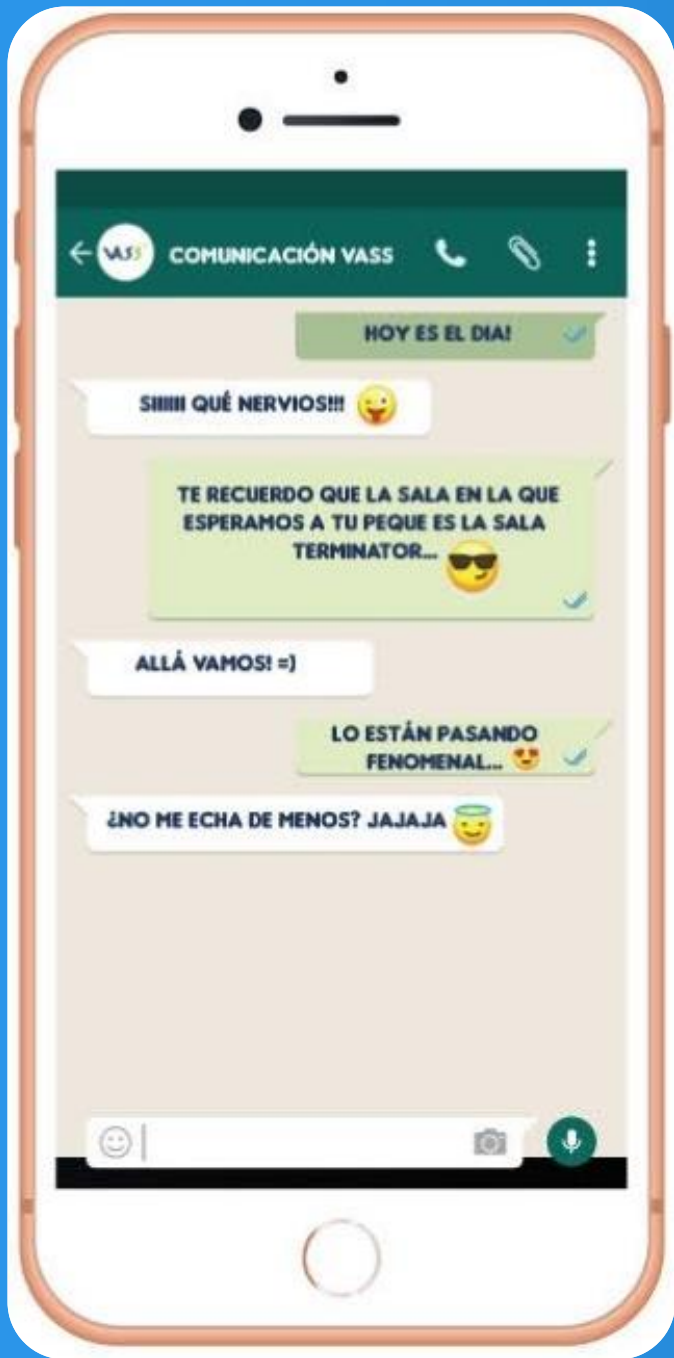 VASS
COMUNICACIÓN VASS
HOY ES EL DIA!
SIIIIII QUÉ NERVIOS!!!
TE RECUERDO QUE LA SALA EN LA QUE
ESPERAMOS A TU PEQUE ES LA SALA
TERMINATOR...
ALLÁ VAMOS! =)
LO ESTÁN PASANDO
FENOMENAL...
¿NO ME ECHA DE MENOS? JAJAJA